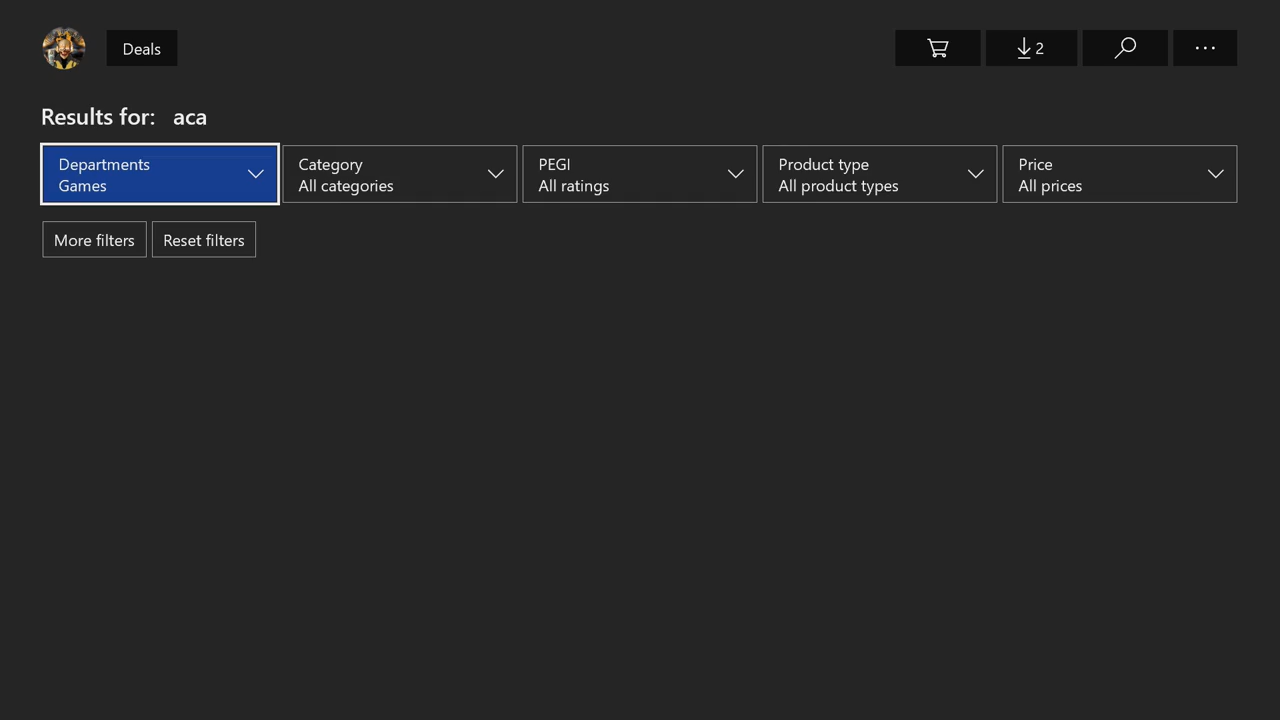 Deals
2
Results for: aca
Departments
Games
Category
All categories
PEGI
All ratings
Product type
All product types
Price
All prices
More filters
Reset filters